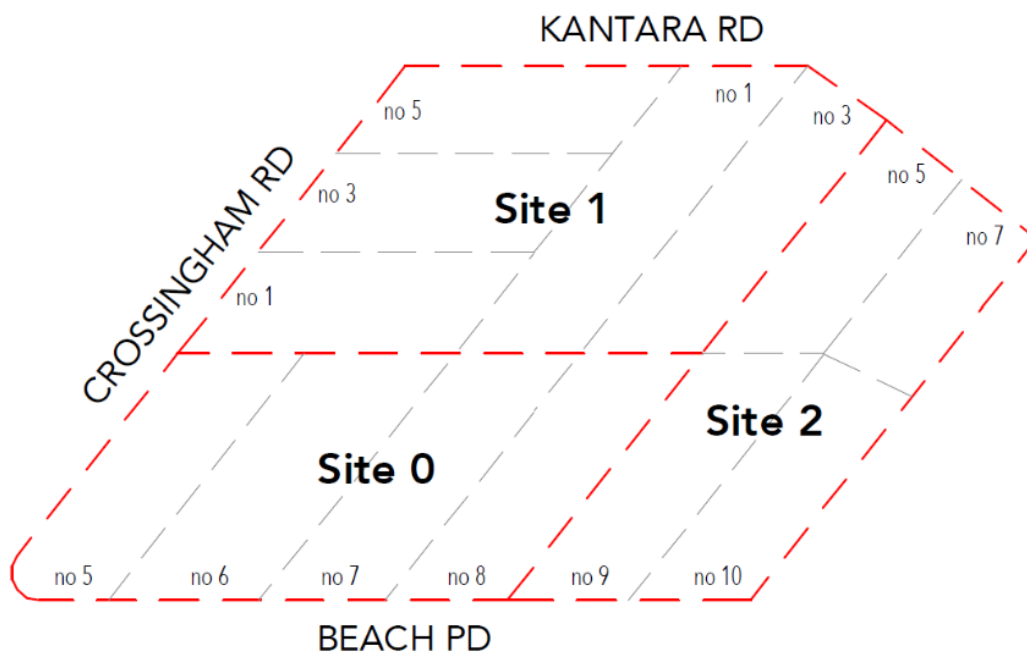 KANTARA RD
no 5
no 1
no 3
no 5
no 3
Site 1
no 7
CROSSINGHAM RD
no 1
Site 2
Site 0
no 5
no 6
no 7
no 8
no 9
no 10
BEACH PD